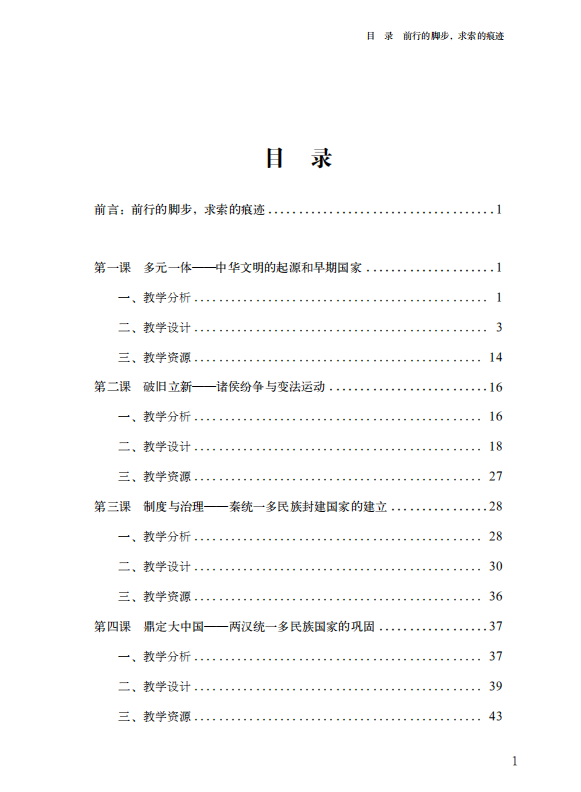 目 录 前行的脚步，求索的痕迹
目 录
前言：前行的脚步，求索的痕迹......................................1
第一课 多元一体——中华文明的起源和早期国家.....................1
一、教学分析................................................1
二、教学设计................................................3
三、教学资源...............................................14
第二课 破旧立新——诸侯纷争与变法运动..........................16
一、教学分析...............................................16
二、教学设计...............................................18
三、教学资源...............................................27
第三课 制度与治理——秦统一多民族封建国家的建立................28
一、教学分析...............................................28
二、教学设计...............................................30
三、教学资源...............................................36
第四课 鼎定大中国——两汉统一多民族国家的巩固..................37
一、教学分析...............................................37
二、教学设计...............................................39
三、教学资源...............................................43
1